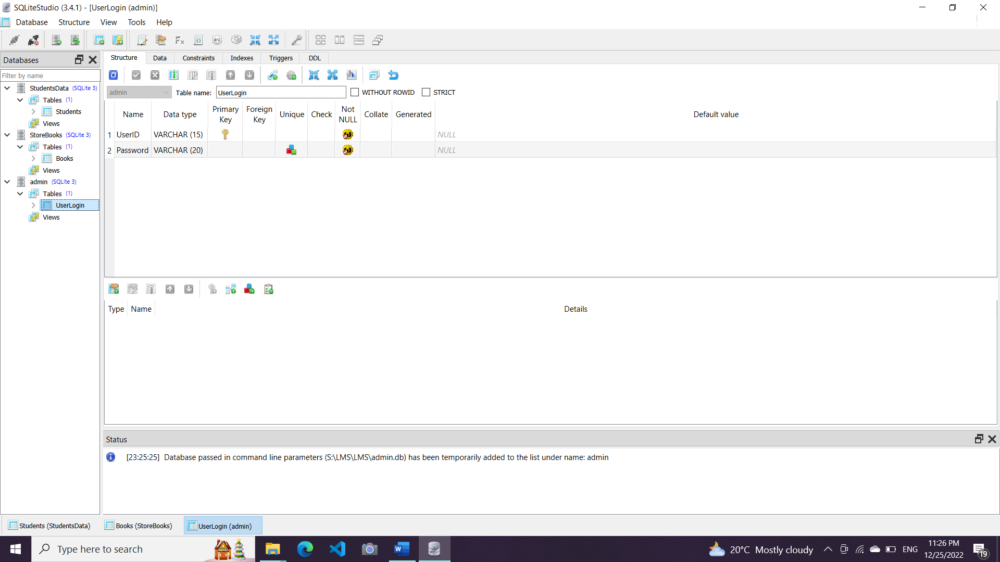 SQLiteStudio (3.4.1) - [UserLogin (admin)]
Database Structure View Tools Help
Databases
Filter by name
StudentsData (SQLite 3)
Tables (1)
Students
Views
StoreBooks (SQLite 3)
Tables (1)
Books
Views
admin (SQLite 3)
Tables (1)
UserLogin
Views
Structure Data Constraints Indexes Triggers DDL
admin Table name: UserLogin WITHOUT ROWID STRICT
Name Data type Primary Key Foreign Key Unique Check Not NULL Collate Generated Default value
1 UserID VARCHAR (15) NULL
2 Password VARCHAR (20) NULL
Type Name Details
Status
[23:25:25] Database passed in command line parameters (S:\LMS\LMS\admin.db) has been temporarily added to the list under name: admin
Students (StudentsData) Books (StoreBooks) UserLogin (admin)
Type here to search
20°C Mostly cloudy ENG
11:26 PM
12/25/2022
19